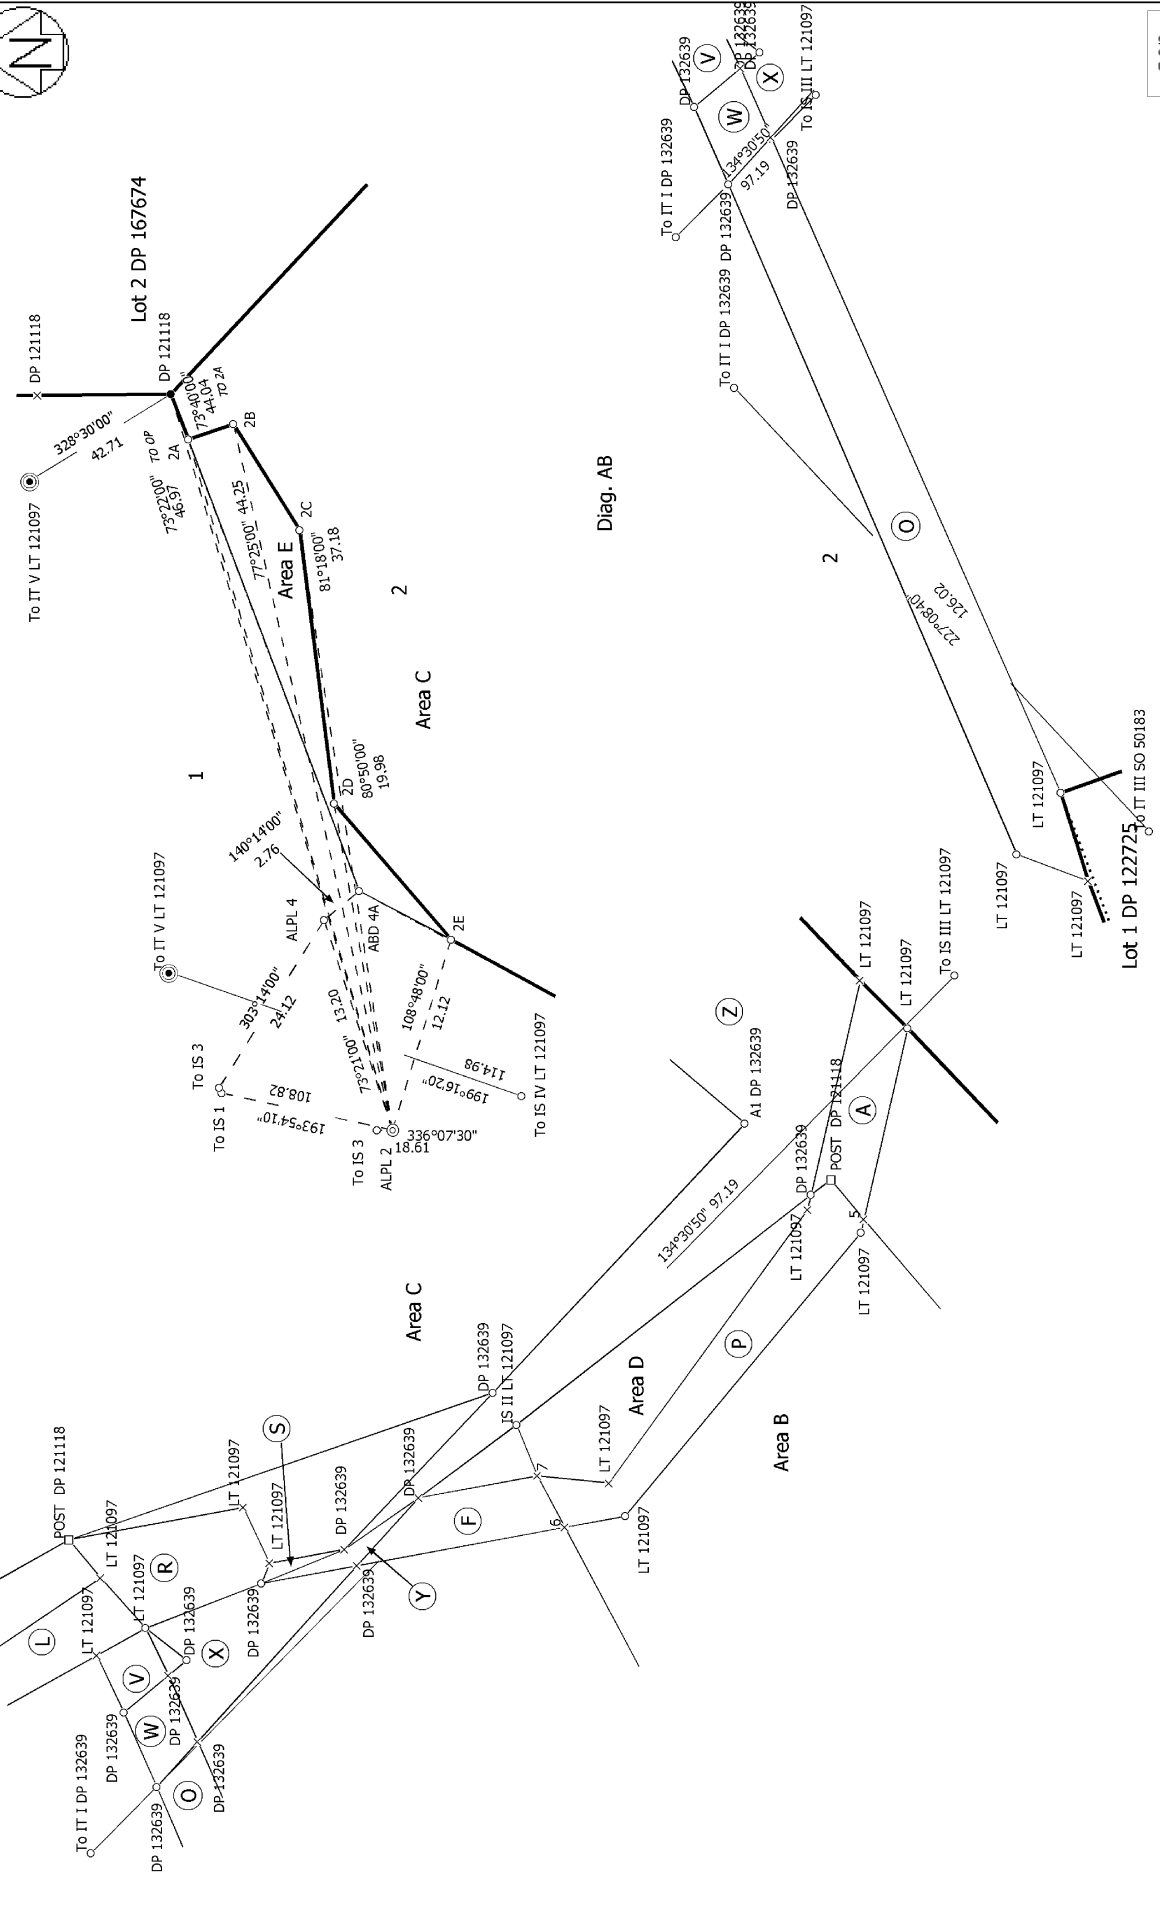 N
Lot 2 DP 167674
DP 121118
DP 121118
328°30'00"
42.71
To IT V LT 121097
73°40'00"
44.04
TO 2A
TO OP
2A
73°22'00"
46.97
2B
77°25'00" 44.25
2C
Area E
81°18'00"
37.18
2
1
Area C
2D
80°50'00"
19.98
140°14'00"
2.76
ALPL 4
ABD 4A
2E
To IT V LT 121097
303°14'00"
24.12
13.20
73°21'00"
108°48'00"
12.12
To IS 3
To IS 1
108.82
193°54'10"
To IS 3
ALPL 2
336°07'30"
18.61
114.98
199°16'20"
To IS IV LT 121097
Diag. AB
V
W
X
DP 132639
DP 132639
DP 132639
To IS III LT 121097
134°30'50"
97.19
DP 132639
To IT I DP 132639
DP 132639
To IT I DP 132639
O
2
227°08'40"
126.02
LT 121097
LT 121097
LT 121097
To IT III SO 50183
Lot 1 DP 122725
LT 121097
LT 121097
To IS III LT 121097
Z
A1 DP 132639
134°30'50" 97.19
DP 132639
POST DP 121118
A
LT 121097
5
LT 121097
P
Area C
Area D
Area B
DP 132639
IS II LT 121097
LT 121097
7
6
LT 121097
F
DP 132639
DP 132639
S
LT 121097
LT 121097
POST DP 121118
LT 121097
R
LT 121097
LT 121097
L
DP 132639
DP 132639
Y
DP 132639
X
V
W
DP 132639
DP 132639
DP 132639
O
To IT I DP 132639
DP 132639